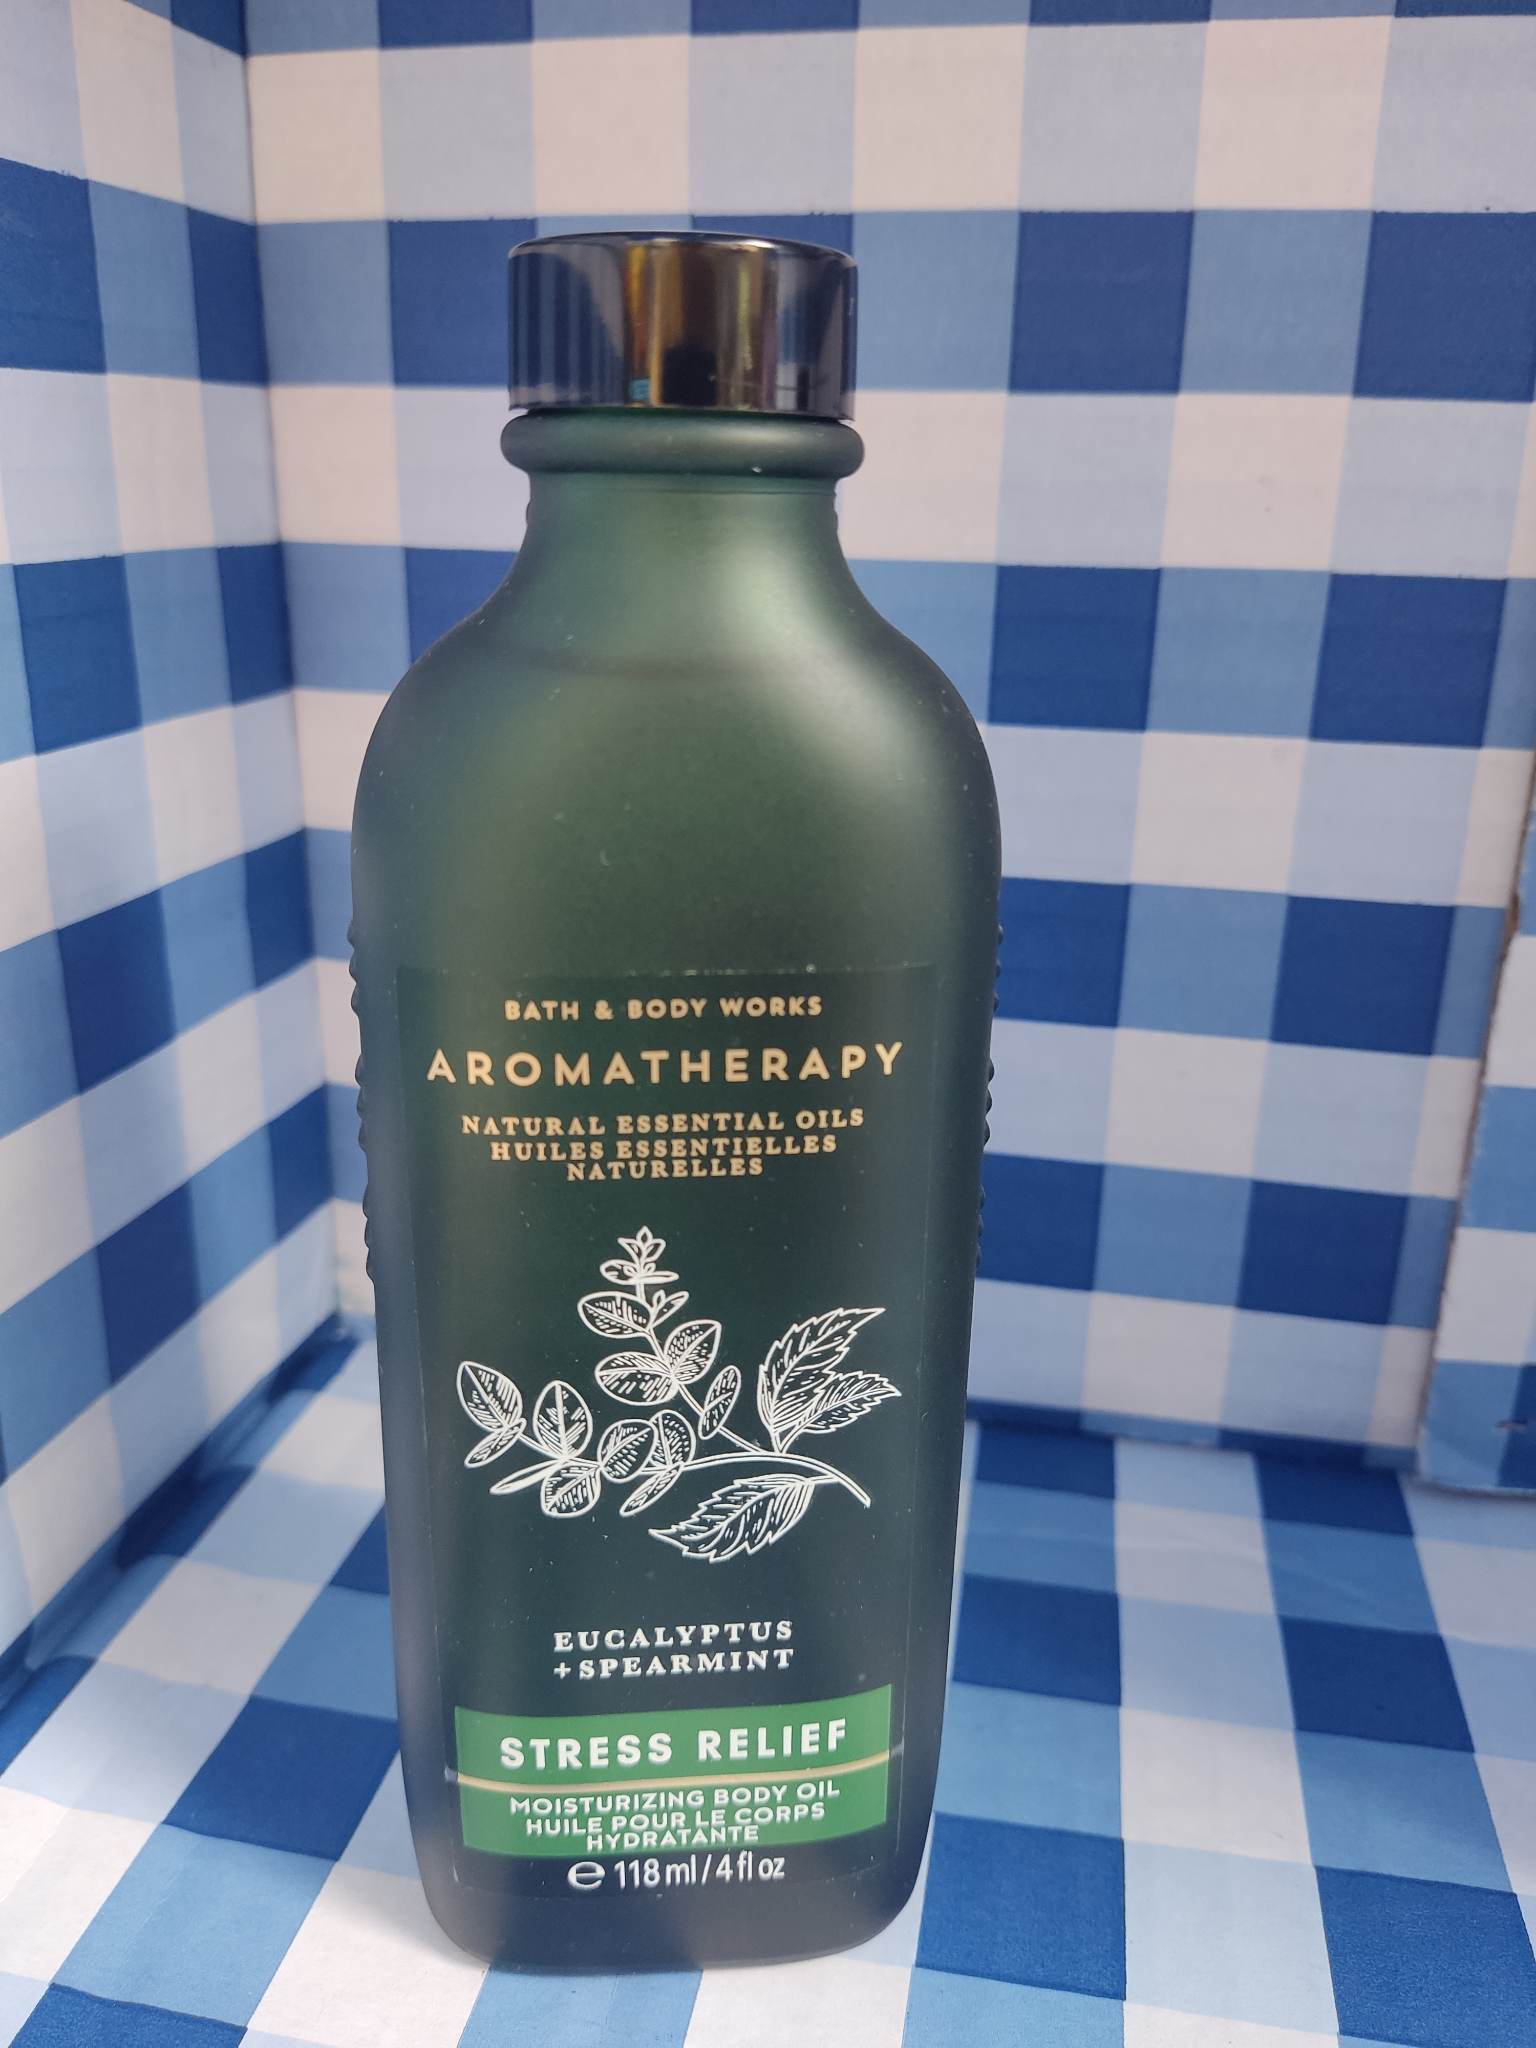 BATH & BODY WORKS
AROMATHERAPY
NATURAL ESSENTIAL OILS
HUILES ESSENTIELLES
NATURELLES
EUCALYPTUS
+SPEARMINT
STRESS RELIEF
MOISTURIZING BODY OIL
HUILE POUR LE CORPS
HYDRATANTE
℮ 118 ml / 4 fl oz